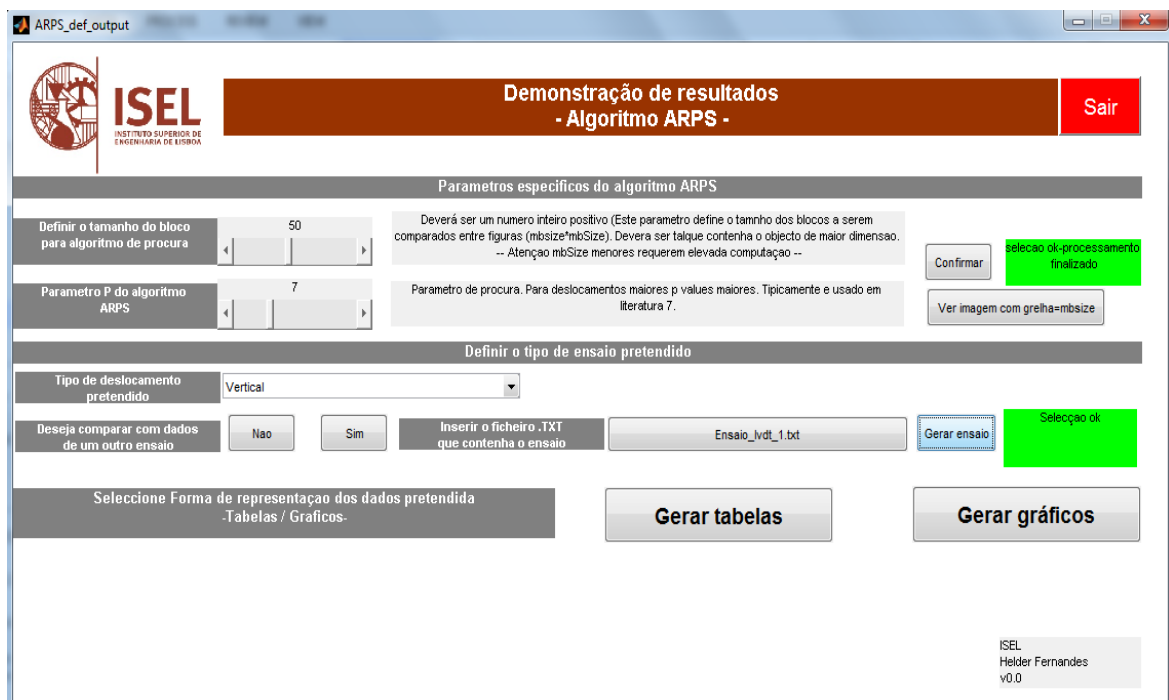 ARPS_def_output
ISEL
INSTITUTO SUPERIOR DE
ENGENHARIA DE LISBOA
Demonstração de resultados
- Algoritmo ARPS -
Sair
Parametros especificos do algoritmo ARPS
Definir o tamanho do bloco
para algoritmo de procura
50
Deverá ser um numero inteiro positivo (Este parametro define o tamnho dos blocos a serem
comparados entre figuras (mbsize*mbSize). Devera ser talque contenha o objecto de maior dimensao.
-- Atençao mbSize menores requerem elevada computaçao --
Confirmar
selecao ok-processamento
finalizado
Parametro P do algoritmo
ARPS
7
Parametro de procura. Para deslocamentos maiores p values maiores. Tipicamente e usado em
literatura 7.
Ver imagem com grelha=mbsize
Definir o tipo de ensaio pretendido
Tipo de deslocamento
pretendido
Vertical
Deseja comparar com dados
de um outro ensaio
Nao
Sim
Inserir o ficheiro .TXT
que contenha o ensaio
Ensaio_lvdt_1.txt
Gerar ensaio
Selecçao ok
Seleccione Forma de representaçao dos dados pretendida
-Tabelas / Graficos-
Gerar tabelas
Gerar gráficos
ISEL
Helder Fernandes
v0.0